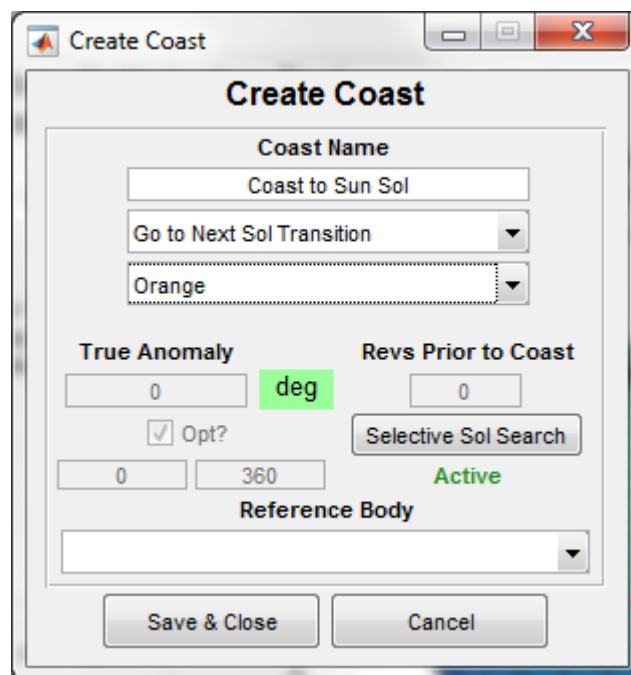 Create Coast
Create Coast
Coast Name
Coast to Sun Sol
Go to Next Sol Transition
Orange
True Anomaly
Revs Prior to Coast
0
deg
0
Opt?
Selective Sol Search
0
360
Active
Reference Body
Save & Close
Cancel